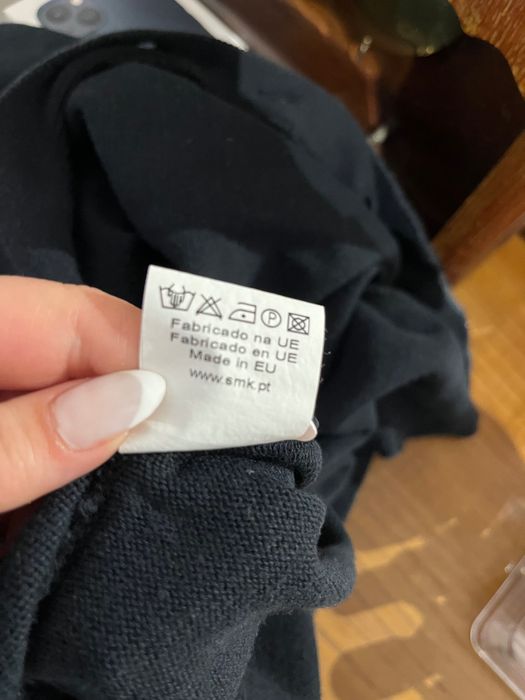 P
Fabricado na UE
Fabricado en UE
Made in EU
www.smk.pt